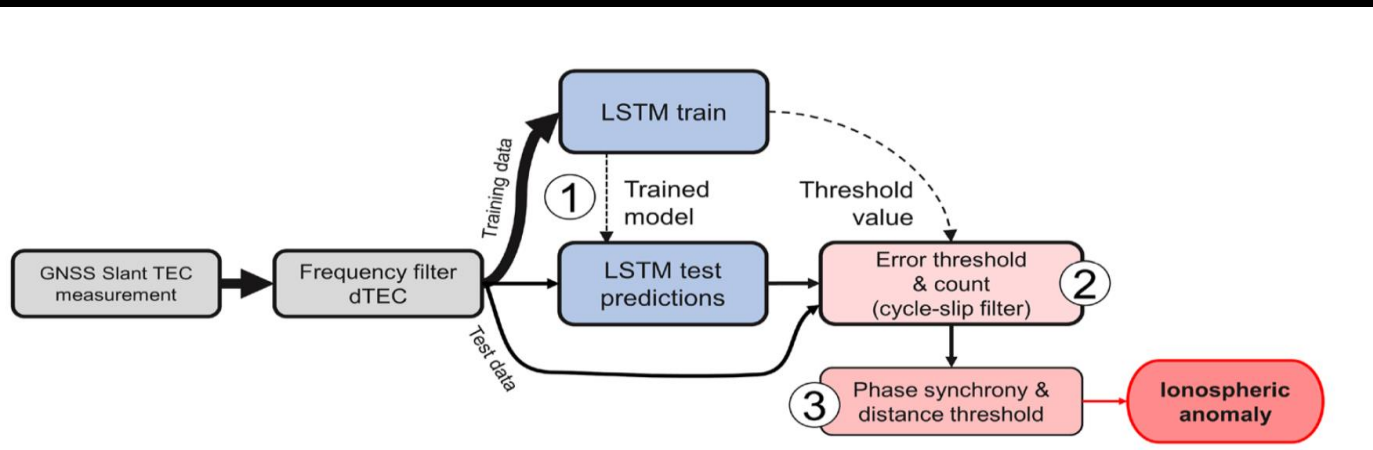 LSTM train
Training data
1
Trained
model
Threshold
value
GNSS Slant TEC
measurement
Frequency filter
dTEC
LSTM test
predictions
Error threshold
& count
(cycle-slip filter)
2
Test data
3
Phase synchrony &
distance threshold
Ionospheric
anomaly